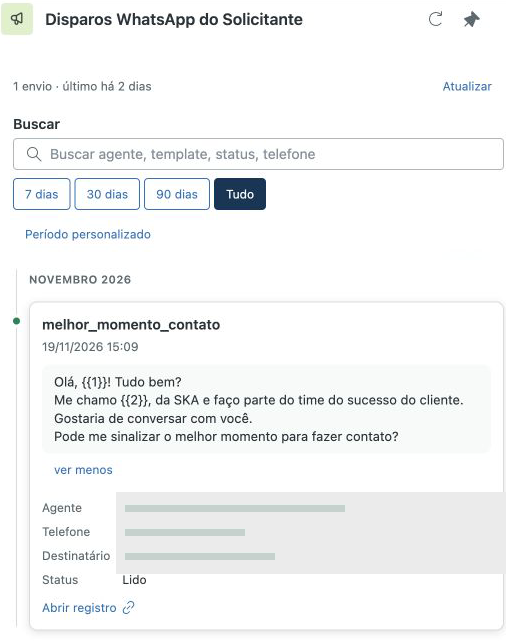 Disparos WhatsApp do Solicitante
1 envio · último há 2 dias
Atualizar
Buscar
Buscar agente, template, status, telefone
7 dias
30 dias
90 dias
Tudo
Período personalizado
NOVEMBRO 2026
melhor_momento_contato
19/11/2026 15:09
Olá, {{1}}! Tudo bem?
Me chamo {{2}}, da SKA e faço parte do time do sucesso do cliente.
Gostaria de conversar com você.
Pode me sinalizar o melhor momento para fazer contato?
ver menos
Agente
Telefone
Destinatário
Status Lido
Abrir registro